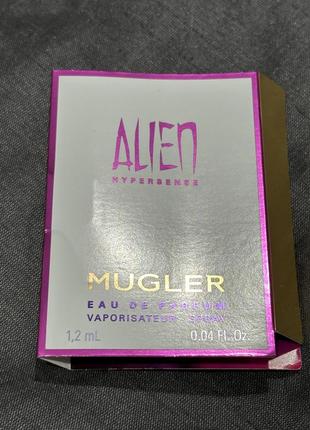 ALIEN
HYPERSENSE
MUGLER
EAU DE PARFUM
VAPORISATEUR SPRAY
1,2 mL 0.04 Fl.Oz.